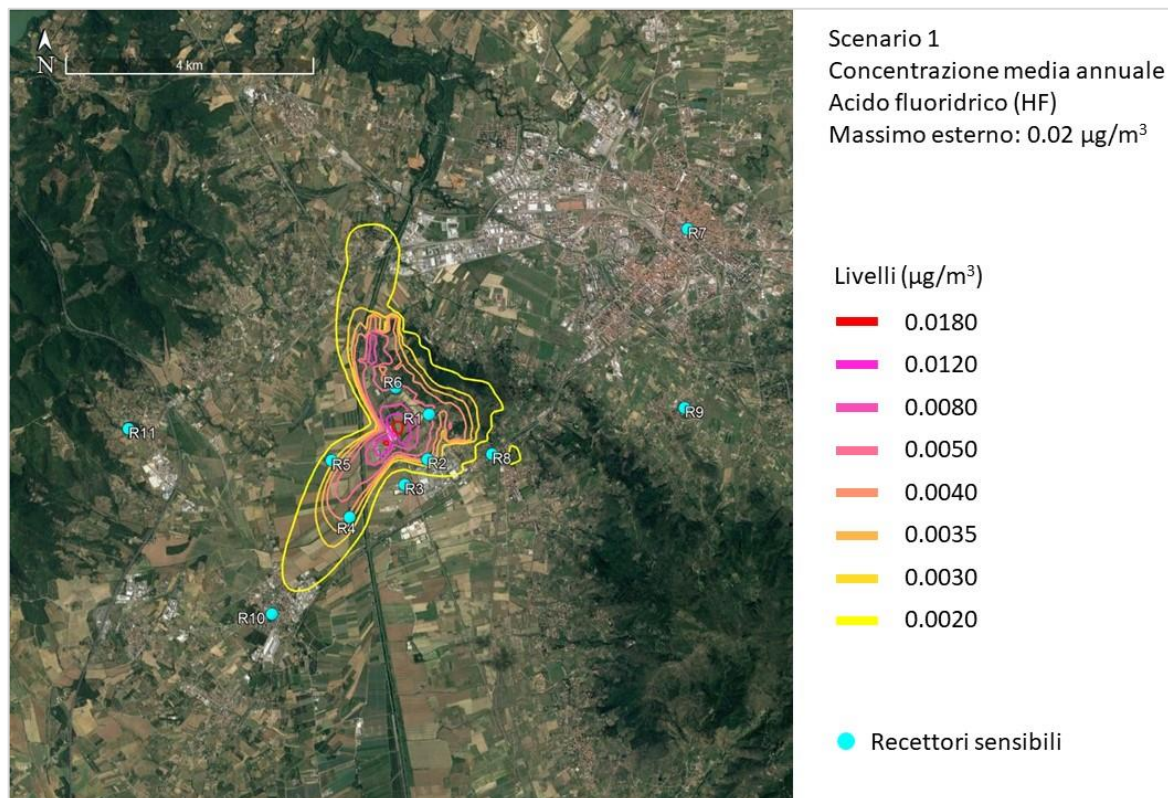 Scenario 1
Concentrazione media annuale
Acido fluoridrico (HF)
Massimo esterno: 0.02 µg/m³
N
4 km
R7
R6
R1
R9
R11
R5
R2
R8
R3
R4
R10
Livelli (µg/m³)
0.0180
0.0120
0.0080
0.0050
0.0040
0.0035
0.0030
0.0020
Recettori sensibili